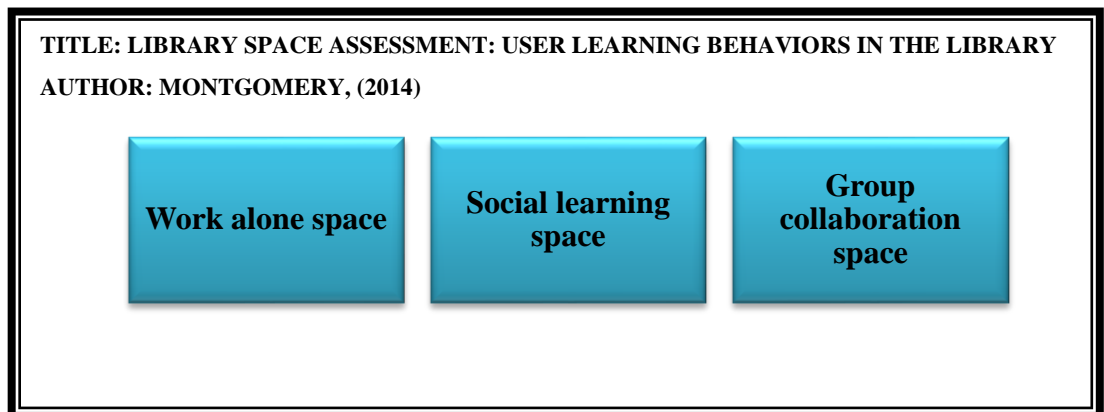 TITLE: LIBRARY SPACE ASSESSMENT: USER LEARNING BEHAVIORS IN THE LIBRARY
AUTHOR: MONTGOMERY, (2014)
Work alone space
Social learning
space
Group
collaboration
space